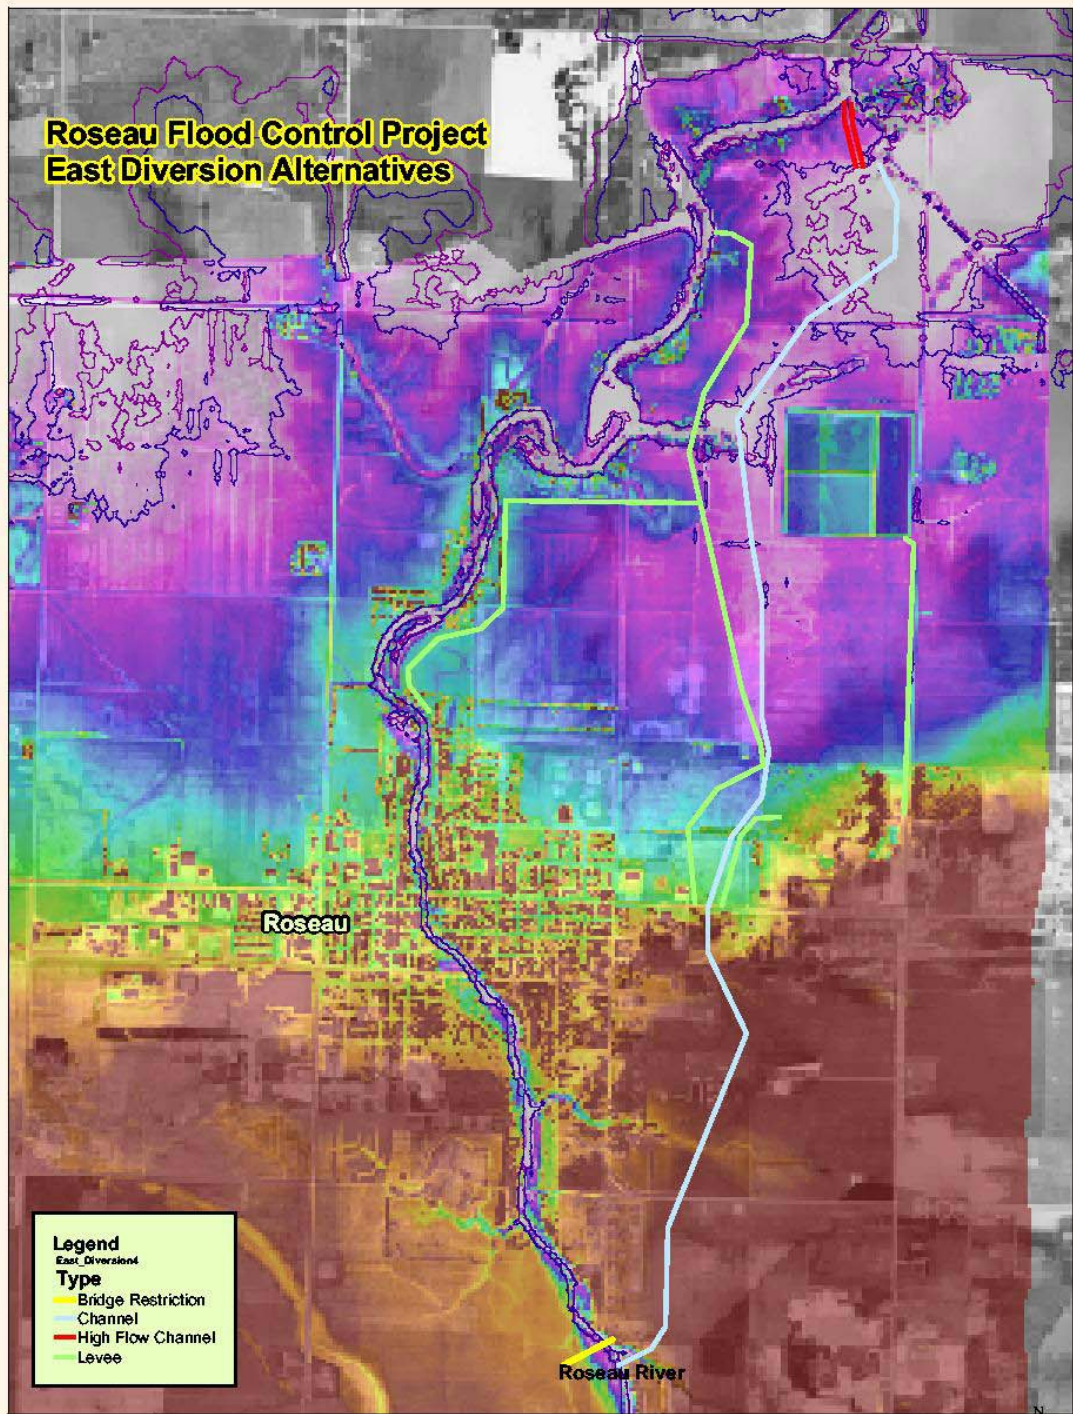 Roseau Flood Control Project
East Diversion Alternatives
Roseau
Legend
East_Diversion4
Type
Bridge Restriction
Channel
High Flow Channel
Levee
Roseau River
N